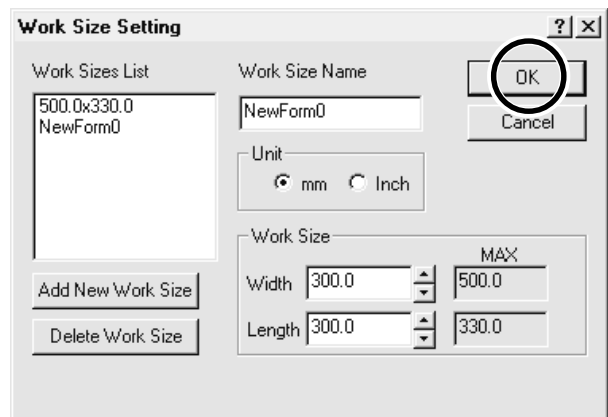 Work Size Setting
? ×
Work Sizes List
500.0x330.0
NewForm0
Add New Work Size
Delete Work Size
Work Size Name
NewForm0
Unit
mm Inch
Work Size
MAX
Width 300.0 500.0
Length 300.0 330.0
OK
Cancel